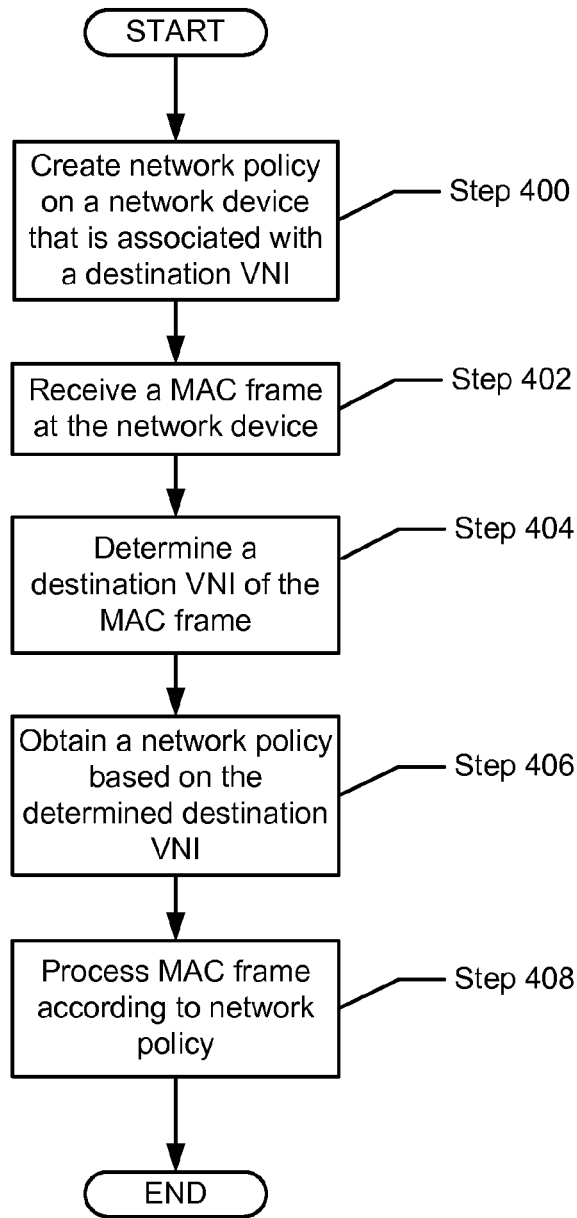 START
Create network policy
on a network device
that is associated with
a destination VNI
Step 400
Receive a MAC frame
at the network device
Step 402
Determine a
destination VNI of the
MAC frame
Step 404
Obtain a network policy
based on the
determined destination
VNI
Step 406
Process MAC frame
according to network
policy
Step 408
END